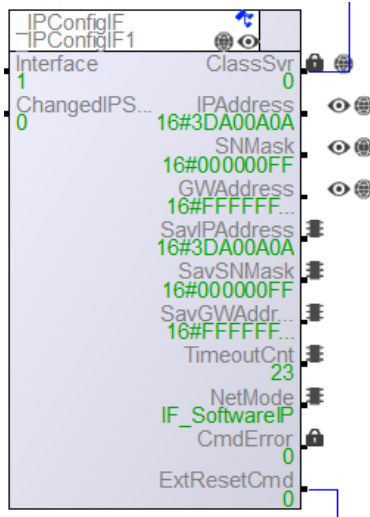 _IPConfigIF
_IPConfigIF1
Interface ClassSvr
1 0
ChangedIPS... IPAddress
0 16#3DA00A0A
SNMask
16#000000FF
GWAddress
16#FFFFFF...
SavIPAddress
16#3DA00A0A
SavSNMask
16#000000FF
SavGWAddr...
16#FFFFFF...
TimeoutCnt
23
NetMode
IF_SoftwareIP
CmdError
0
ExtResetCmd
0